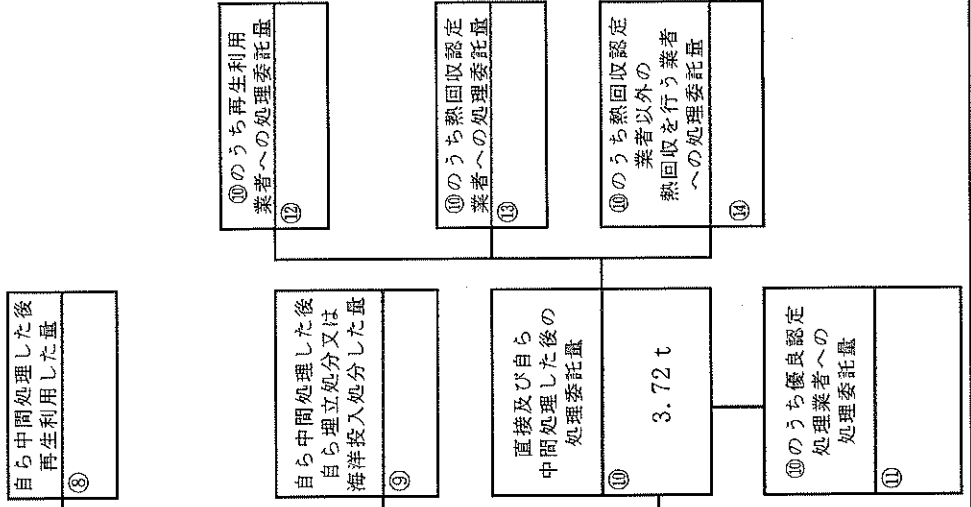 自ら中間処理した後
再生利用した量
⑧
自ら中間処理した後
自ら埋立処分又は
海洋投入処分した量
⑨
直接及び自ら
中間処理した後の
処理委託量
⑩
3.72t
⑩のうち優良認定
処理業者への
処理委託量
⑪
⑩のうち再生利用
業者への処理委託量
⑫
⑩のうち熱回収認定
業者への処理委託量
⑬
⑩のうち熱回収認定
業者以外の
熱回収を行う業者
への処理委託量
⑭